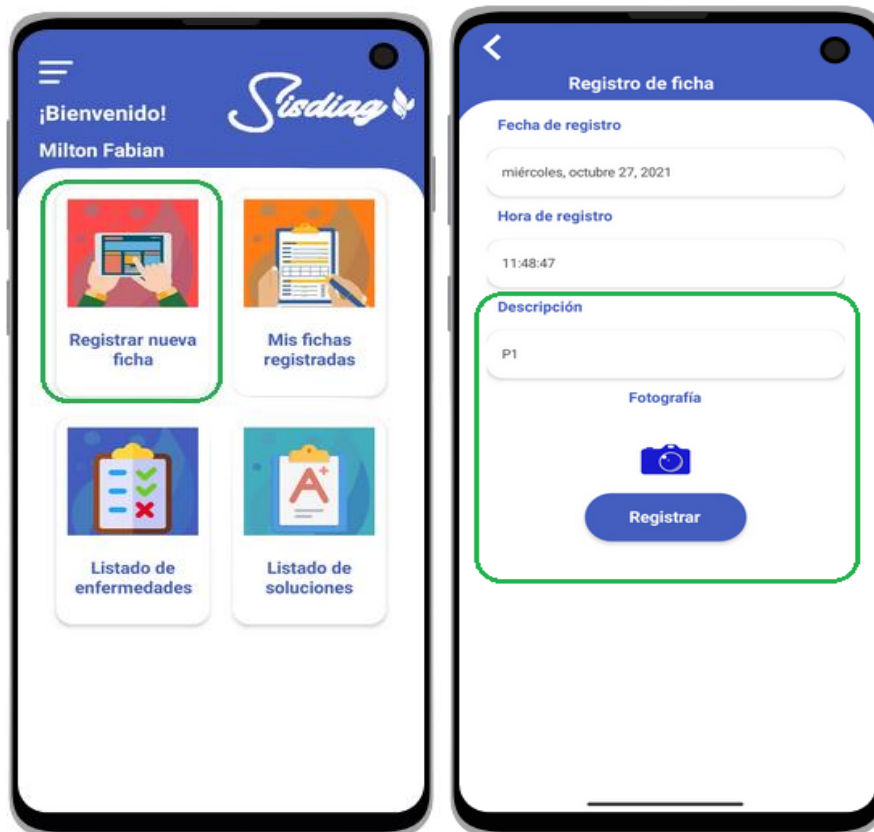 ¡Bienvenido!
Sisdiag
Milton Fabian
Registrar nueva
ficha
Mis fichas
registradas
A+
Listado de
enfermedades
Listado de
soluciones
Registro de ficha
Fecha de registro
miércoles, octubre 27, 2021
Hora de registro
11:48:47
Descripción
P1
Fotografía
Registrar